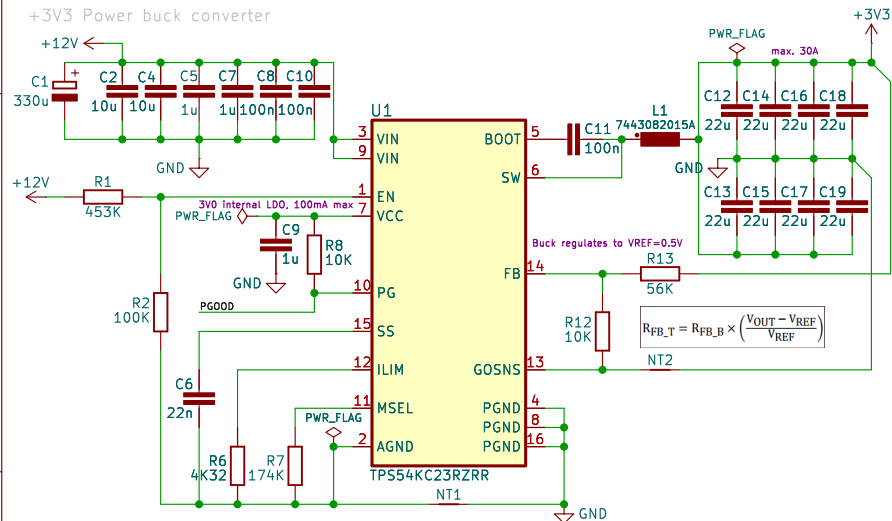 +3V3 Power buck converter
+3V3
+12V
PWR_FLAG
max. 30A
C1
330u
C2
10u
C4
10u
C5
1u
C7
1u
C8
100n
C10
100n
GND
U1
3
VIN
9
VIN
BOOT
5
C11
100n
L1
7443082015A
SW
6
C12
22u
C14
22u
C16
22u
C18
22u
GND
C13
22u
C15
22u
C17
22u
C19
22u
+12V
R1
453K
1
EN
3V0 internal LDO, 100mA max
PWR_FLAG
7
VCC
C9
1u
GND
R8
10K
Buck regulates to VREF=0.5V
FB
14
R13
56K
R2
100K
PGOOD
10
PG
15
SS
R12
10K
R_FB_T = R_FB_B × ((V_OUT − V_REF) / V_REF)
12
ILIM
GOSNS
13
NT2
C6
22n
11
MSEL
PWR_FLAG
2
AGND
PGND
4
PGND
8
PGND
16
R6
4K32
R7
174K
TPS54KC23RZRR
NT1
GND